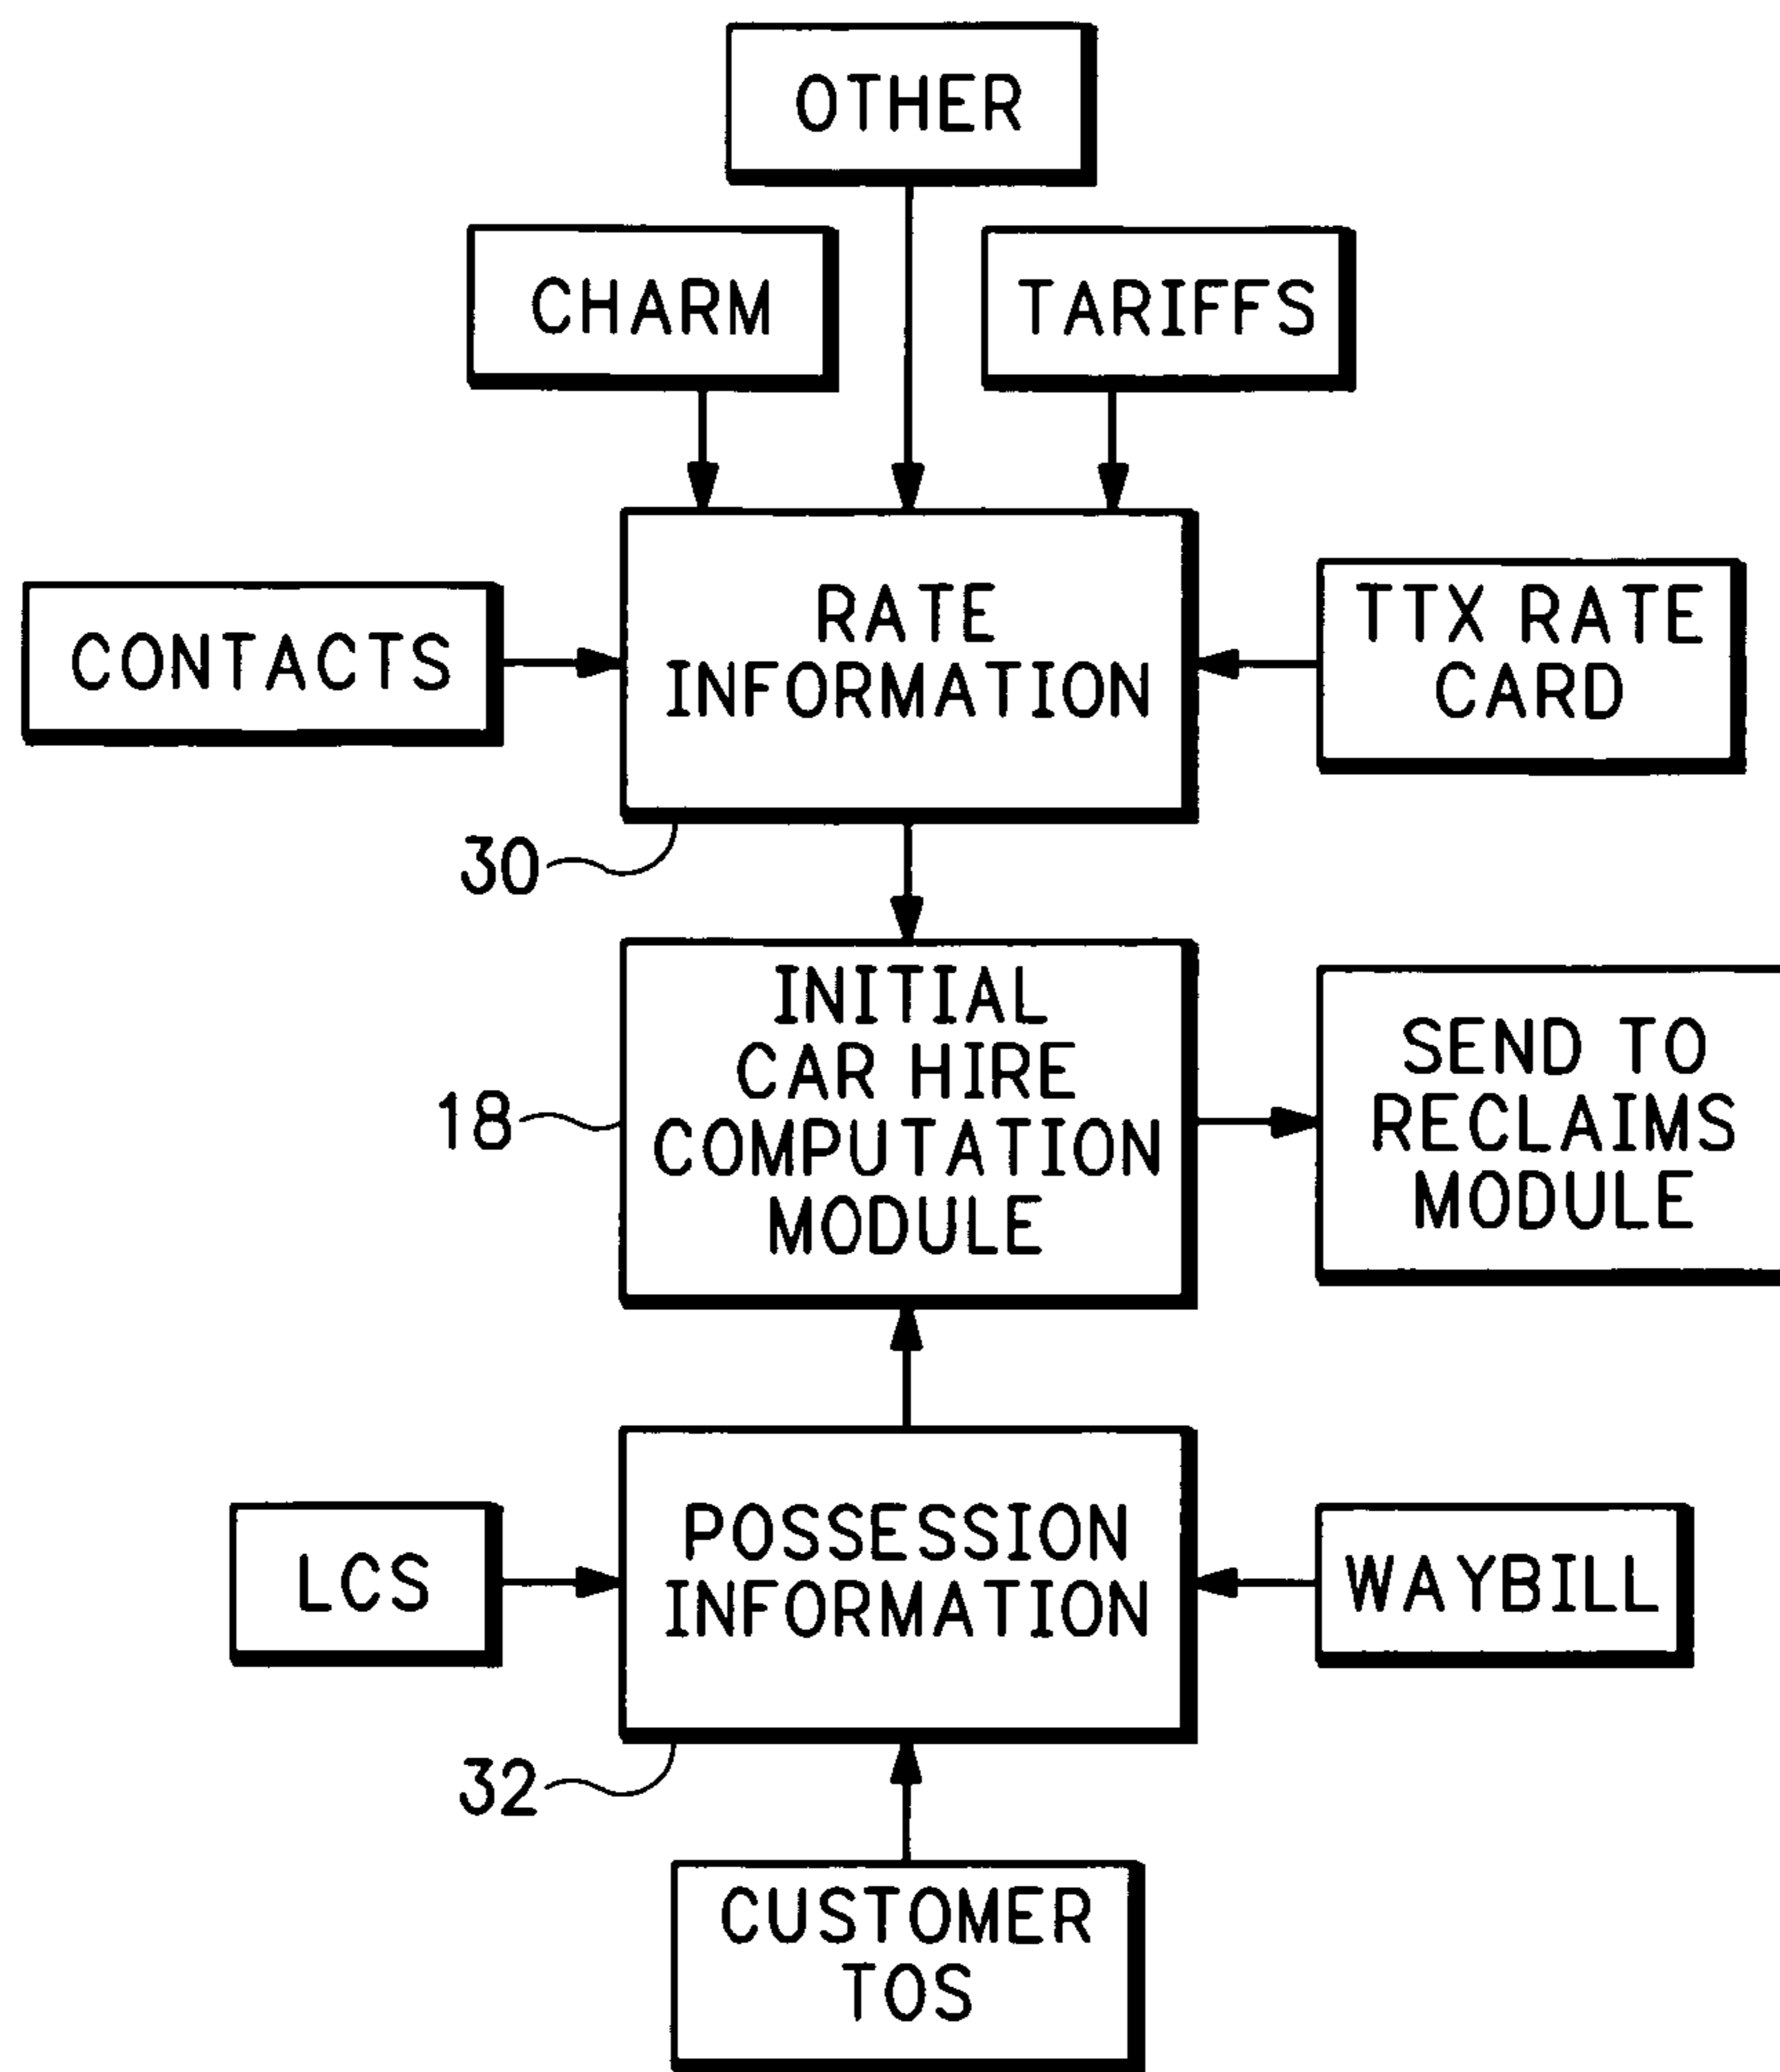 OTHER
CHARM
TARIFFS
CONTACTS
RATE
INFORMATION
TTX RATE
CARD
30
INITIAL
CAR HIRE
COMPUTATION
MODULE
18
SEND TO
RECLAIMS
MODULE
LCS
POSSESSION
INFORMATION
WAYBILL
32
CUSTOMER
TOS